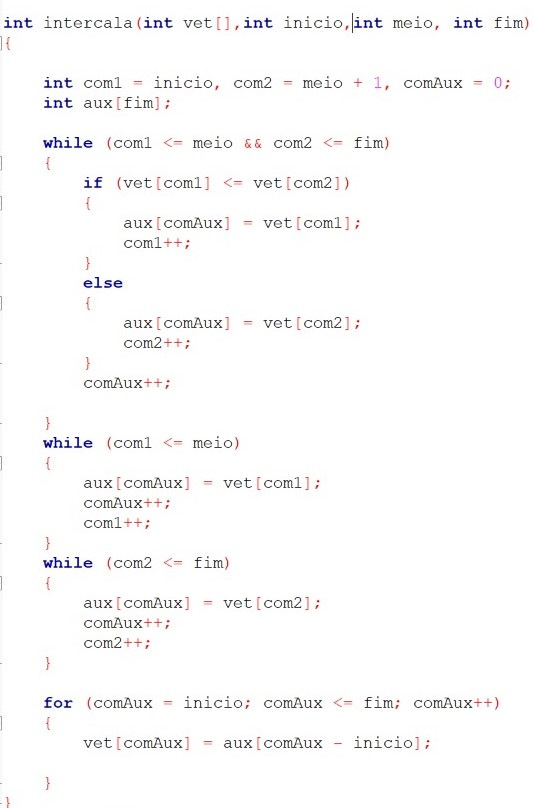 int intercala(int vet[],int inicio,int meio, int fim)
{
int com1 = inicio, com2 = meio + 1, comAux = 0;
int aux[fim];
while (com1 <= meio && com2 <= fim)
{
if (vet[com1] <= vet[com2])
{
aux[comAux] = vet[com1];
com1++;
}
else
{
aux[comAux] = vet[com2];
com2++;
}
comAux++;
}
while (com1 <= meio)
{
aux[comAux] = vet[com1];
comAux++;
com1++;
}
while (com2 <= fim)
{
aux[comAux] = vet[com2];
comAux++;
com2++;
}
for (comAux = inicio; comAux <= fim; comAux++)
{
vet[comAux] = aux[comAux - inicio];
}
}